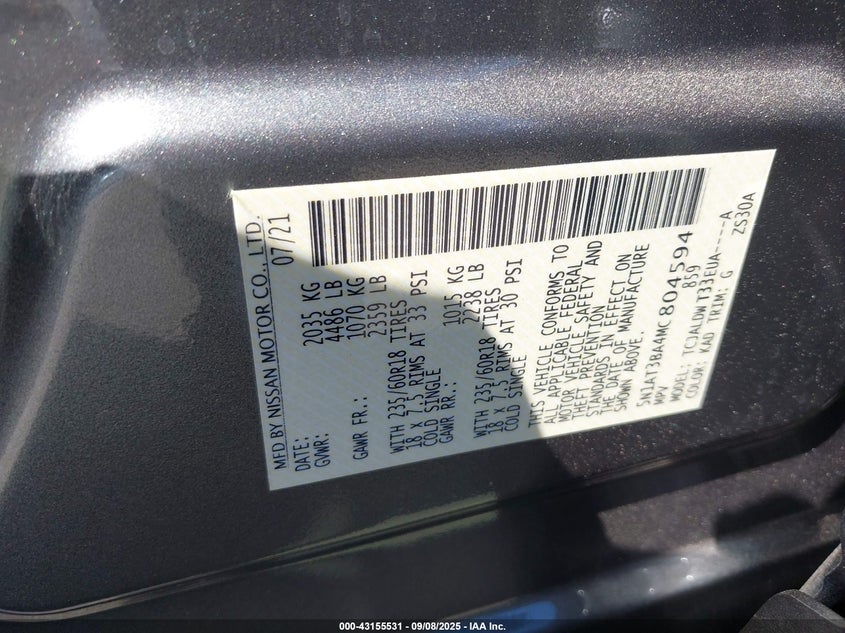 MFD BY NISSAN MOTOR CO., LTD.
DATE: 07/21
GVWR: 2035 KG
4486 LB
GAWR FR.: 1070 KG
2359 LB
WITH 235/60R18 TIRES
18 X 7.5 RIMS AT 33 PSI
COLD SINGLE
GAWR RR.: 1015 KG
2238 LB
WITH 235/60R18 TIRES
18 X 7.5 RIMS AT 30 PSI
COLD SINGLE
THIS VEHICLE CONFORMS TO
ALL APPLICABLE FEDERAL
MOTOR VEHICLE SAFETY AND
THEFT PREVENTION
STANDARDS IN EFFECT ON
THE DATE OF MANUFACTURE
SHOWN ABOVE.
5N1AT3BA4MC804594
MPV 859
MODEL: TCJALDWT33EUA----A
COLOR: KAD TRIM: G ZS30A
000-43155531 - 09/08/2025 - IAA Inc.